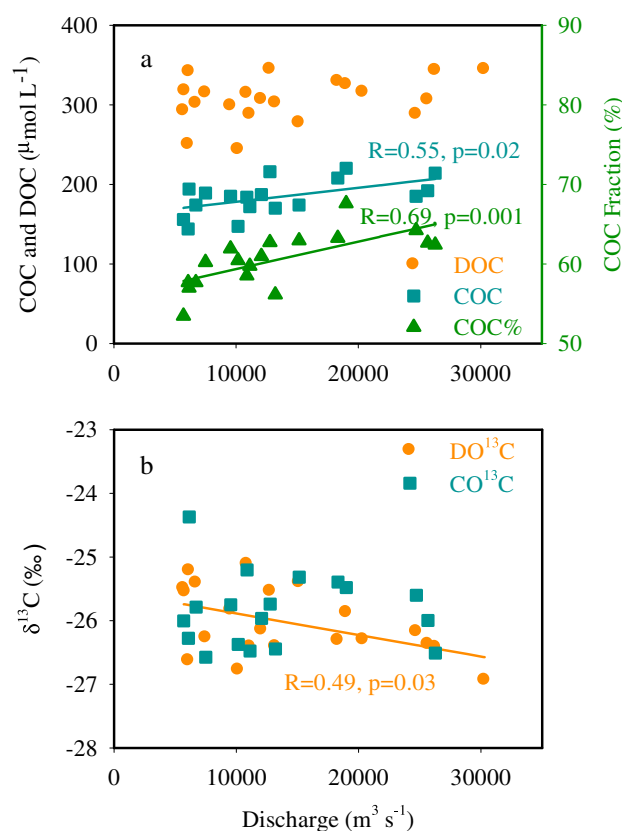 400
300
200
100
0
COC and DOC (µmol L⁻¹)
a
90
80
70
60
50
COC Fraction (%)
R=0.55, p=0.02
R=0.69, p=0.001
DOC
COC
COC%
0
10000
20000
30000
b
-23
-24
-25
-26
-27
-28
δ¹³C (‰)
DO¹³C
CO¹³C
R=0.49, p=0.03
0
10000
20000
30000
Discharge (m³ s⁻¹)